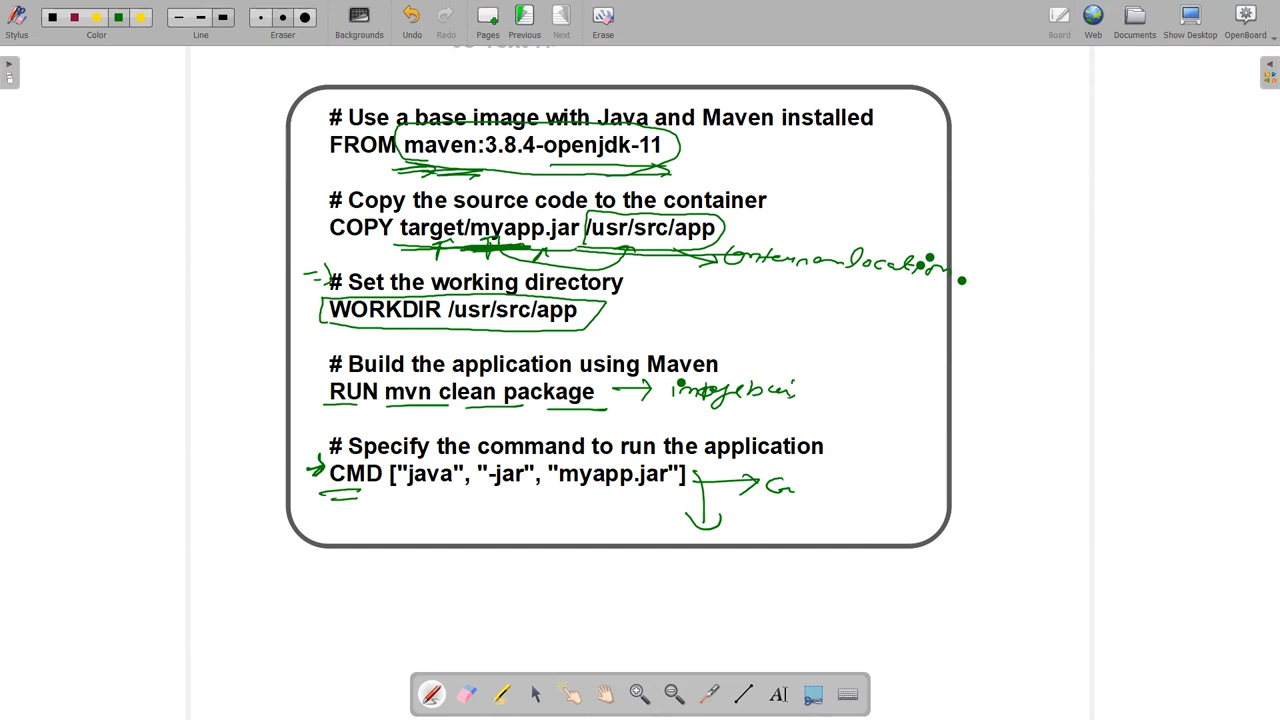 Stylus
Color
Line
Eraser
Backgrounds
Undo
Redo
Pages
Previous
Next
Erase
Board
Web
Documents
Show Desktop
OpenBoard
# Use a base image with Java and Maven installed
FROM maven:3.8.4-openjdk-11
# Copy the source code to the container
COPY target/myapp.jar /usr/src/app
location
# Set the working directory
WORKDIR /usr/src/app
# Build the application using Maven
RUN mvn clean package
# Specify the command to run the application
CMD ["java", "-jar", "myapp.jar"]